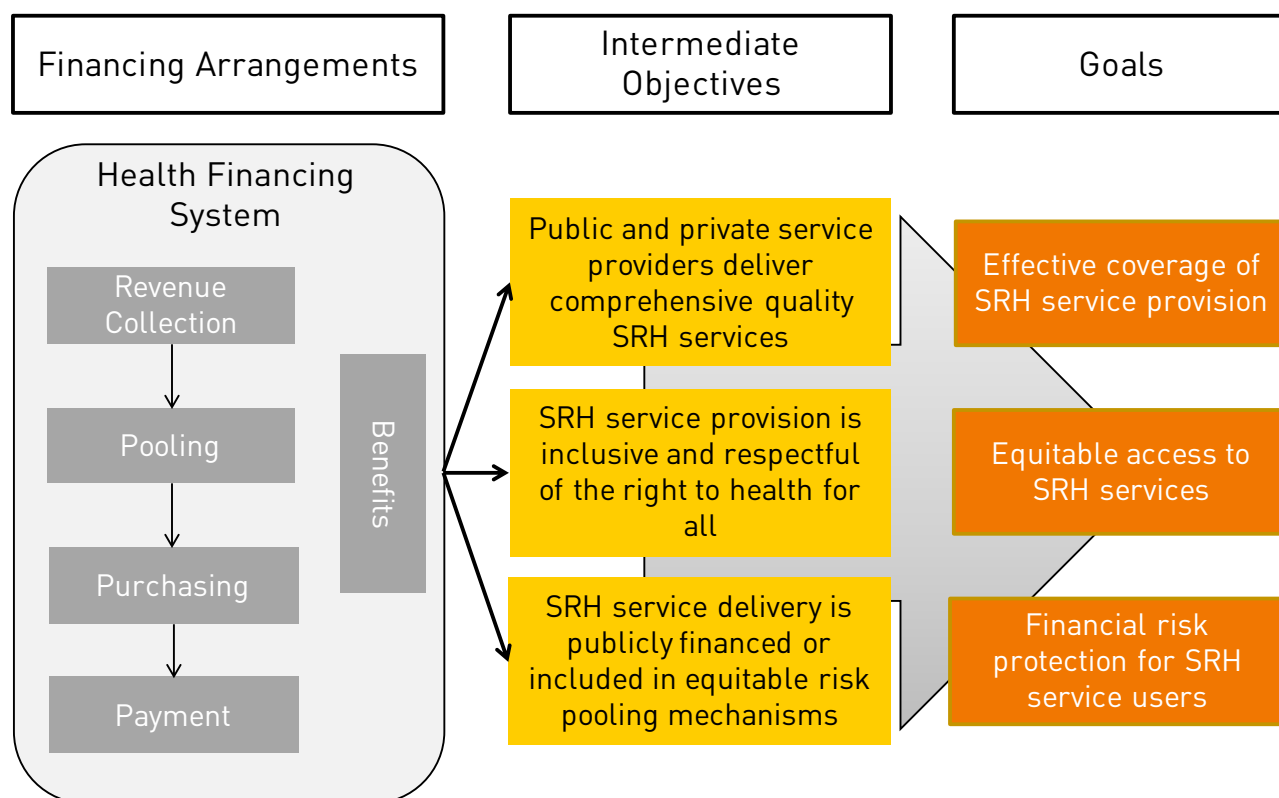 Financing Arrangements
Intermediate
Objectives
Goals
Health Financing
System
Revenue
Collection
Pooling
Purchasing
Payment
Benefits
Public and private service
providers deliver
comprehensive quality
SRH services
SRH service provision is
inclusive and respectful
of the right to health for
all
SRH service delivery is
publicly financed or
included in equitable risk
pooling mechanisms
Effective coverage of
SRH service provision
Equitable access to
SRH services
Financial risk
protection for SRH
service users